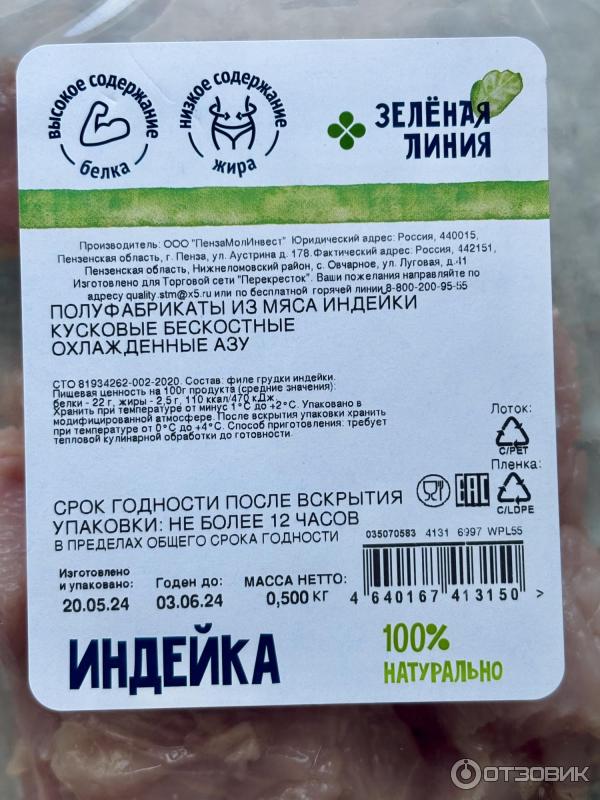 ВЫСОКОЕ СОДЕРЖАНИЕ
БЕЛКА
НИЗКОЕ СОДЕРЖАНИЕ
ЖИРА
ЗЕЛЁНАЯ
ЛИНИЯ
Производитель: ООО "ПензаМолИнвест" Юридический адрес: Россия, 440015,
Пензенская область, г. Пенза, ул. Аустрина д. 178.Фактический адрес: Россия, 442151,
Пензенская область, Нижнеломовский район, с. Овчарное, ул. Луговая, д.41
Изготовлено для Торговой сети "Перекресток". Ваши пожелания направляйте по
адресу quality.stm@x5.ru или по бесплатной горячей линии 8-800-200-95-55
ПОЛУФАБРИКАТЫ ИЗ МЯСА ИНДЕЙКИ
КУСКОВЫЕ БЕСКОСТНЫЕ
ОХЛАЖДЕННЫЕ АЗУ
СТО 81934262-002-2020. Состав: филе грудки индейки.
Пищевая ценность на 100г продукта (средние значения):
белки - 22 г, жиры - 2,5 г, 110 ккал/470 кДж
Хранить при температуре от минус 1°С до +2°С. Упаковано в
модифицированной атмосфере. После вскрытия упаковки хранить
при температуре от 0°С до +4°С. Способ приготовления: требует
тепловой кулинарной обработки до готовности.
Лоток:
C/PET
Пленка:
C/LDPE
EAC
СРОК ГОДНОСТИ ПОСЛЕ ВСКРЫТИЯ
УПАКОВКИ: НЕ БОЛЕЕ 12 ЧАСОВ
В ПРЕДЕЛАХ ОБЩЕГО СРОКА ГОДНОСТИ
035070583 4131 6997 WPL55
Изготовлено
и упаковано:
20.05.24
Годен до:
03.06.24
МАССА НЕТТО:
0,500 КГ
4 640167 413150 >
ИНДЕЙКА
100%
НАТУРАЛЬНО
ОТЗОВИК